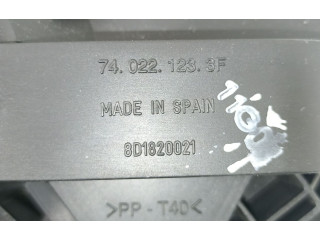 74.022.123.3F
MADE IN SPAIN
8D1820021
>PP-T40<